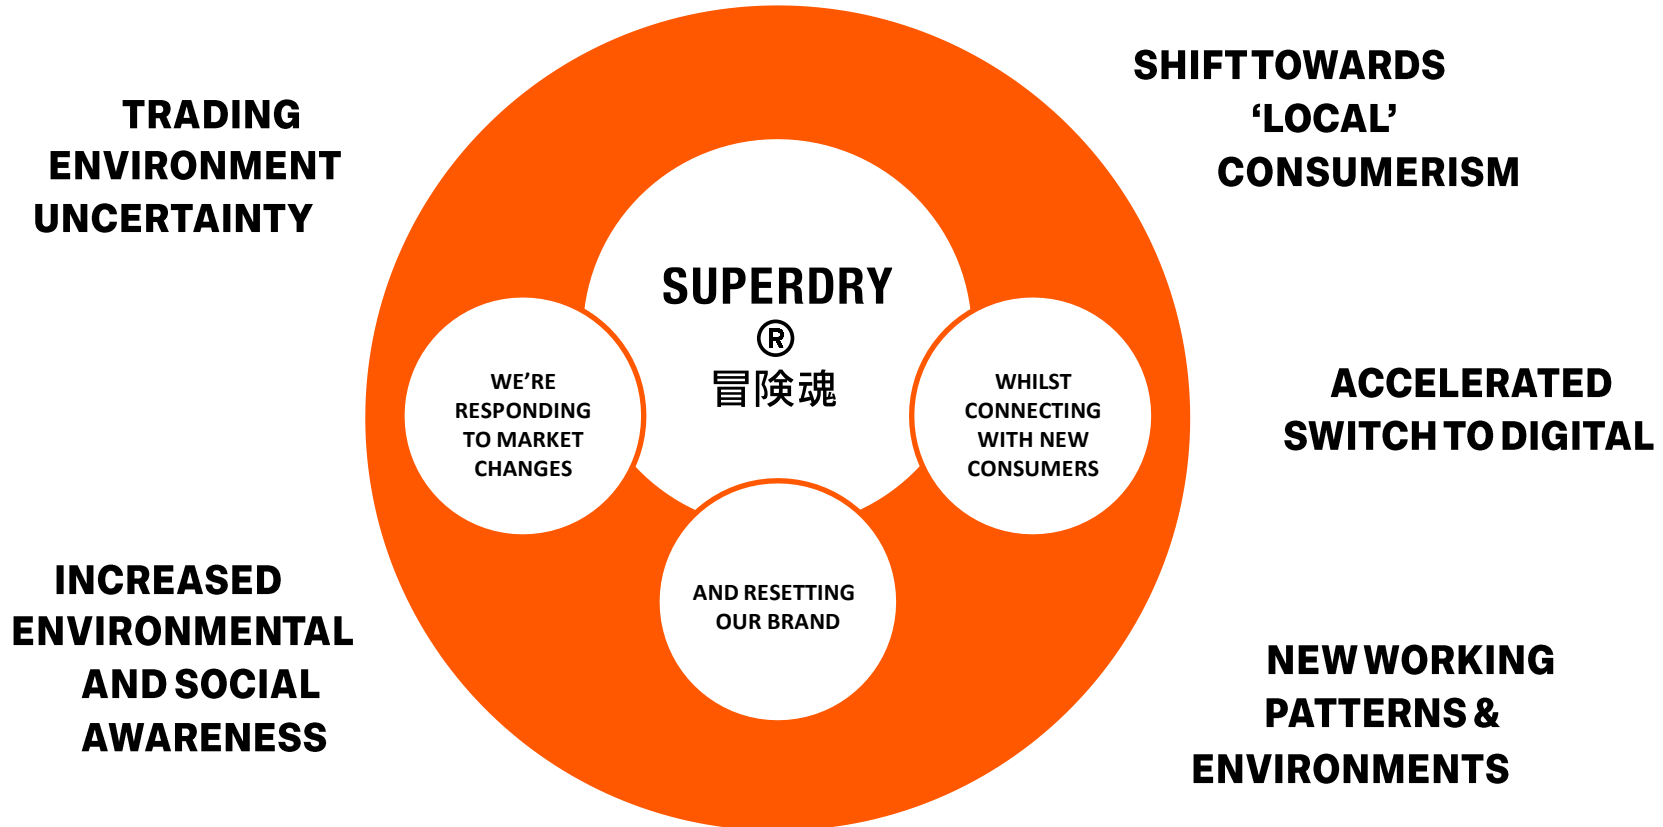 TRADING
ENVIRONMENT
UNCERTAINTY
SHIFT TOWARDS
‘LOCAL’
CONSUMERISM
SUPERDRY
®
冒険魂
WE’RE
RESPONDING
TO MARKET
CHANGES
WHILST
CONNECTING
WITH NEW
CONSUMERS
AND RESETTING
OUR BRAND
ACCELERATED
SWITCH TO DIGITAL
INCREASED
ENVIRONMENTAL
AND SOCIAL
AWARENESS
NEW WORKING
PATTERNS &
ENVIRONMENTS